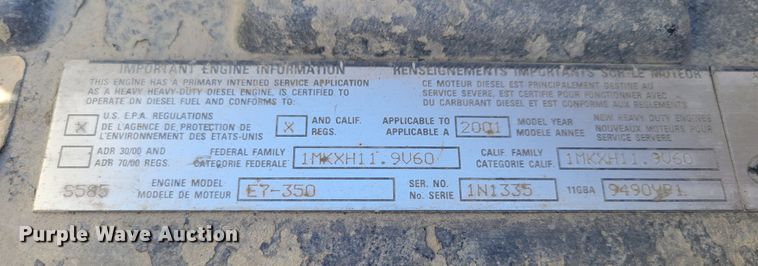 IMPORTANT ENGINE INFORMATION
THIS ENGINE HAS A PRIMARY INTENDED SERVICE APPLICATION
AS A HEAVY HEAVY-DUTY DIESEL ENGINE, IS CERTIFIED TO
OPERATE ON DIESEL FUEL AND CONFORMS TO:
RENSEIGNEMENTS IMPORTANTS SUR LE MOTEUR
CE MOTEUR DIESEL EST PRINCIPALEMENT DESTINE AU
SERVICE SEVERE, EST CERTIFIE POUR FONCTIONNER AVEC
DU CARBURANT DIESEL ET EST CONFORME AUX REGLEMENTS
X U.S. E.P.A. REGULATIONS
DE L'AGENCE DE PROTECTION DE
L'ENVIRONNEMENT DES ETATS-UNIS
X AND CALIF.
REGS.
APPLICABLE TO
APPLICABLE A
2001
MODEL YEAR
MODELE ANNEE
NEW HEAVY DUTY ENGINES
NOUVEAUX MOTEURS POUR
SERVICE SEVERE
ADR 30/00 AND
ADR 70/00 REGS.
FEDERAL FAMILY
CATEGORIE FEDERALE
1MKXH11.9V60
CALIF. FAMILY
CATEGORIE CALIF.
1MKXH11.9V60
S585
ENGINE MODEL
MODELE DE MOTEUR
E7-350
SER. NO.
No. SERIE
1N1335
11GBA
Purple Wave Auction